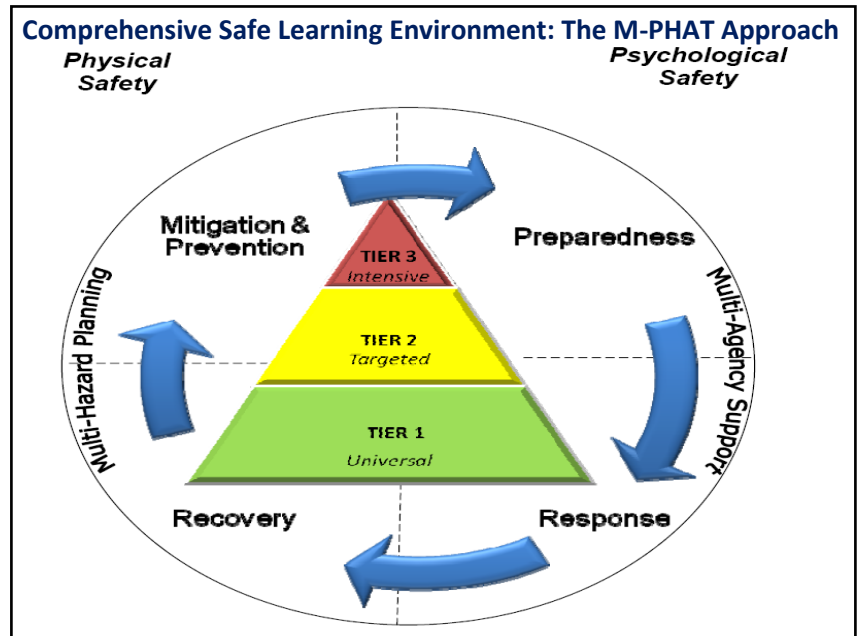 Comprehensive Safe Learning Environment: The M-PHAT Approach
Physical
Safety
Psychological
Safety
Mitigation &
Prevention
Preparedness
TIER 3
Intensive
Multi-Hazard Planning
Multi-Agency Support
TIER 2
Targeted
TIER 1
Universal
Recovery
Response